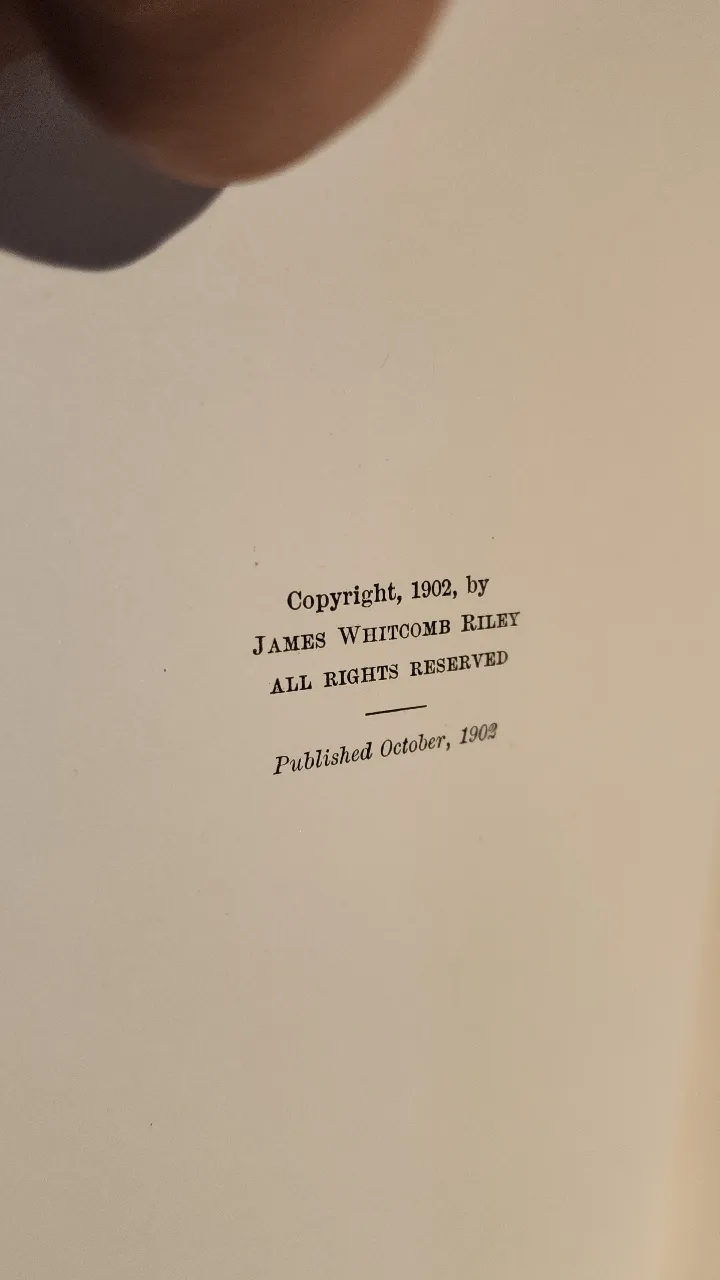 Copyright, 1902, by
JAMES WHITCOMB RILEY
ALL RIGHTS RESERVED
Published October, 1902